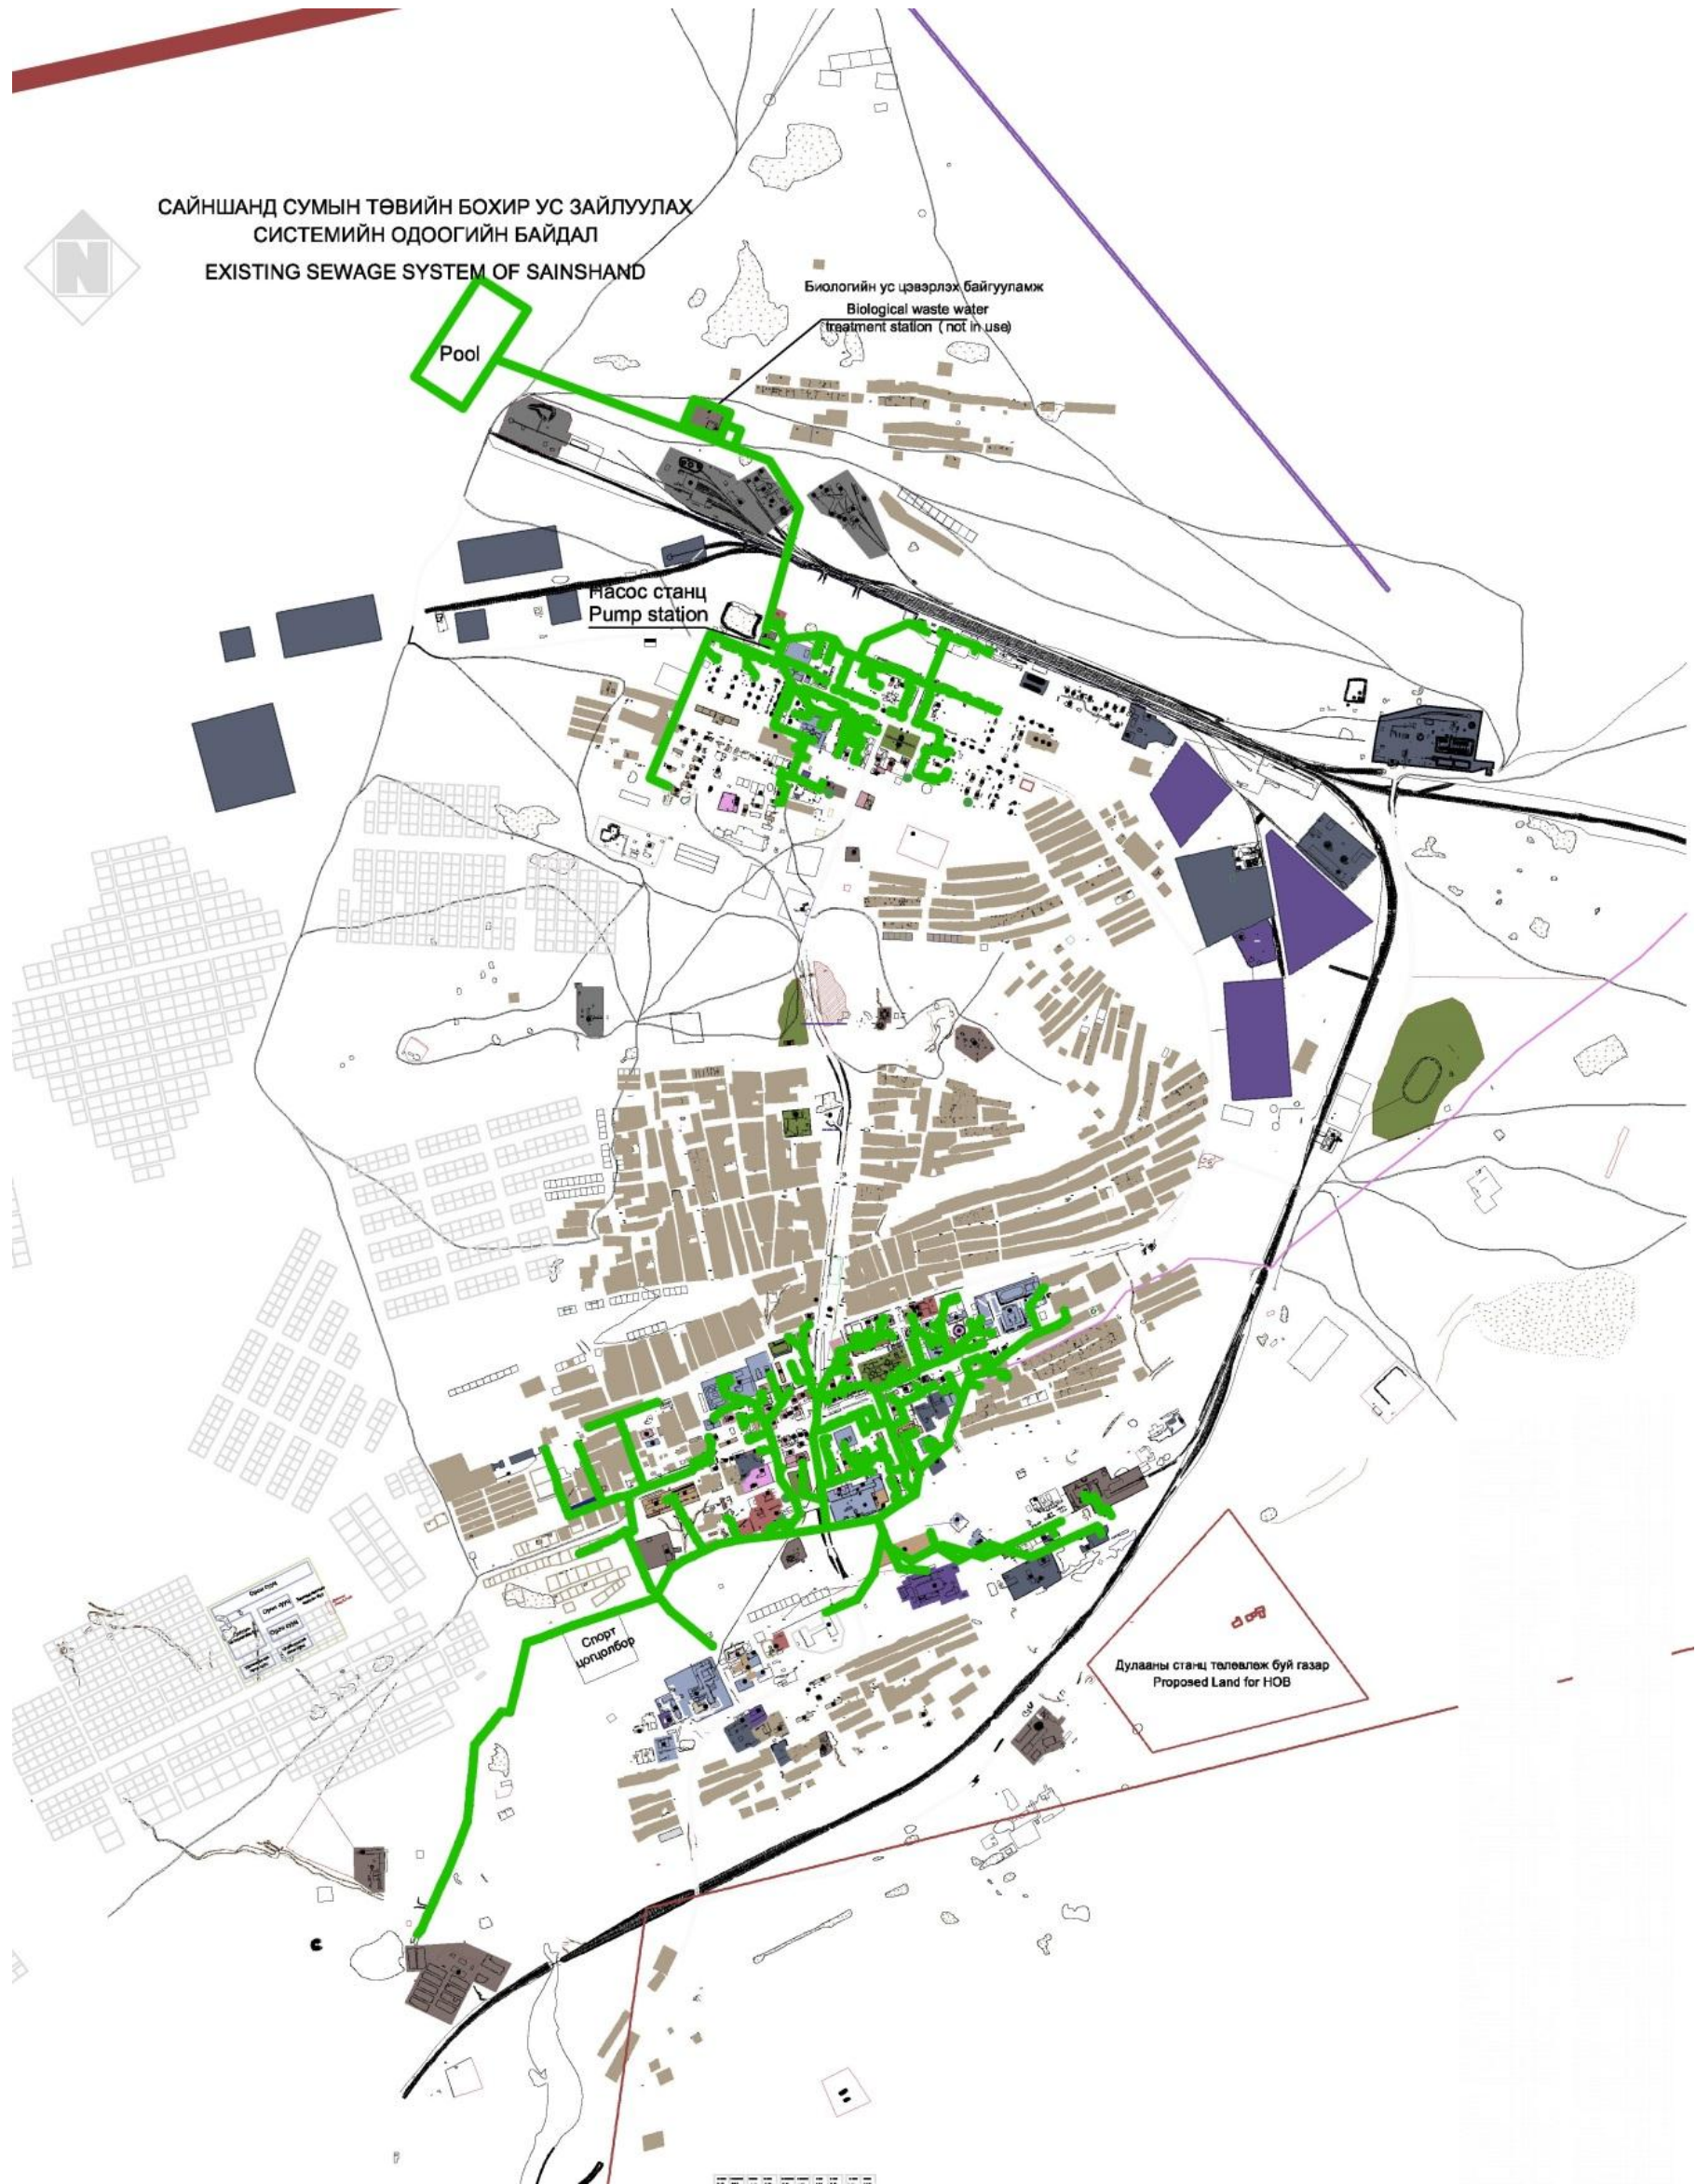 САЙНШАНД СУМЫН ТӨВИЙН БОХИР УС ЗАЙЛУУЛАХ
СИСТЕМИЙН ОДООГИЙН БАЙДАЛ
EXISTING SEWAGE SYSTEM OF SAINSHAND
N
Биологийн ус цэвэрлэх байгууламж
Biological waste water
treatment station ( not in use)
Pool
Насос станц
Pump station
Спорт
цогцолбор
Дулааны станц төлөвлөж буй газар
Proposed Land for HOB